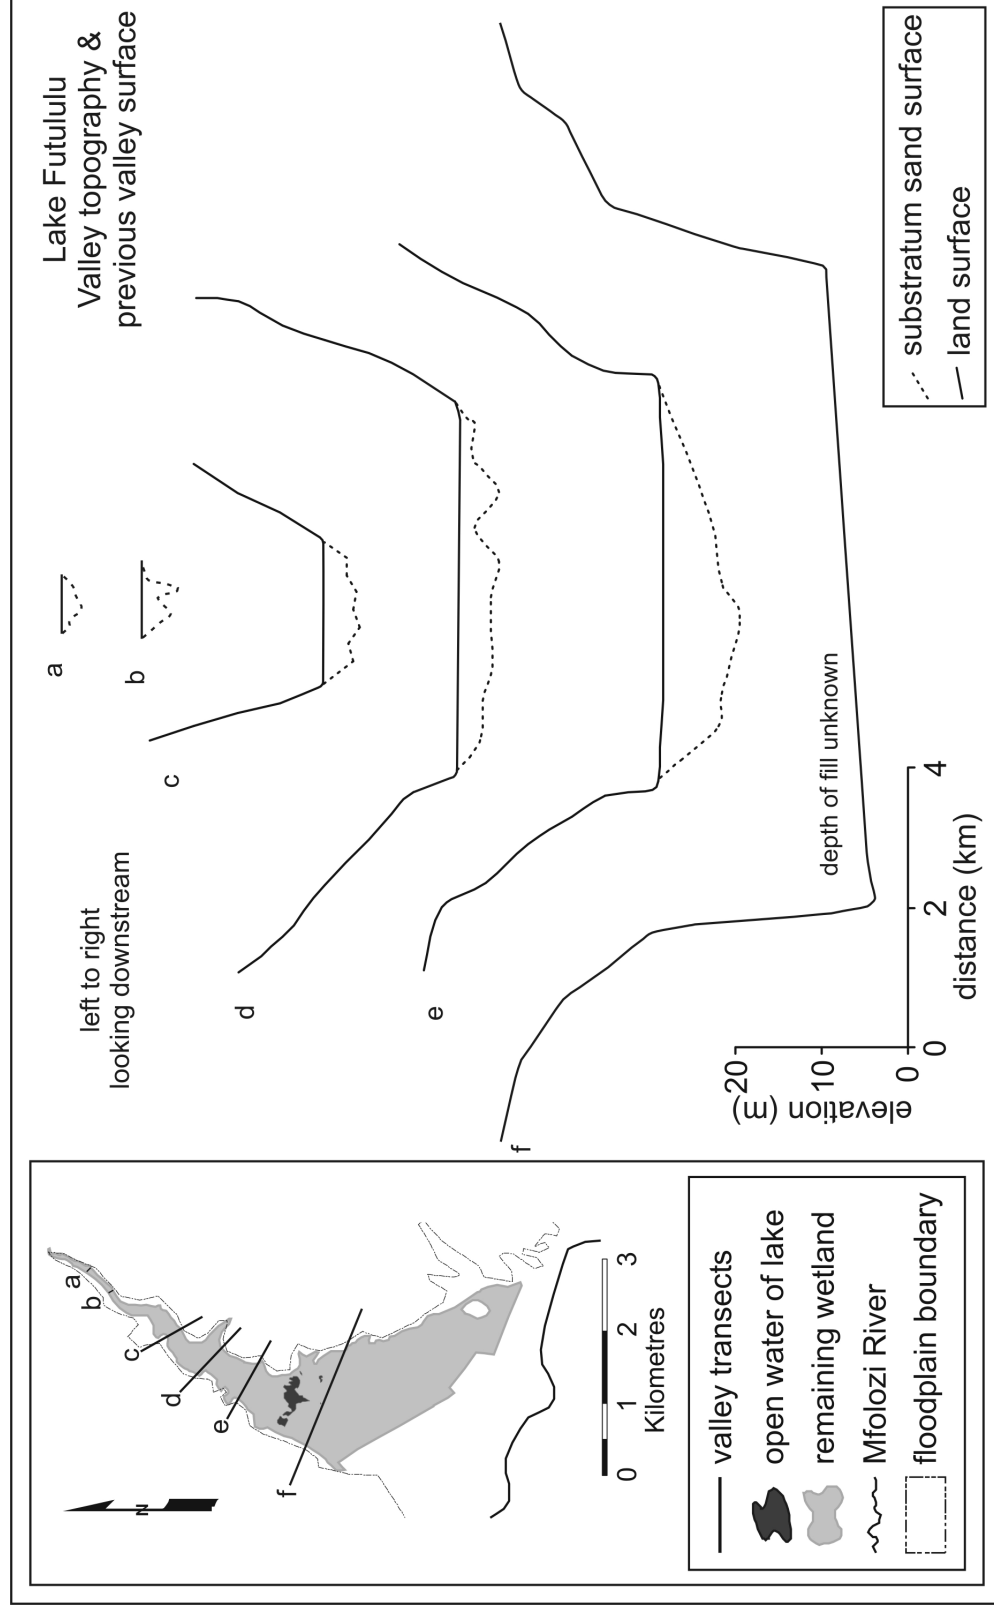 Lake Futululu
Valley topography &
previous valley surface
left to right
looking downstream
a
b
c
d
e
f
depth of fill unknown
elevation (m)
20
10
0
0
2
4
distance (km)
substratum sand surface
land surface
a
b
c
d
e
f
N
0
1
2
3
Kilometres
valley transects
open water of lake
remaining wetland
Mfolozi River
floodplain boundary